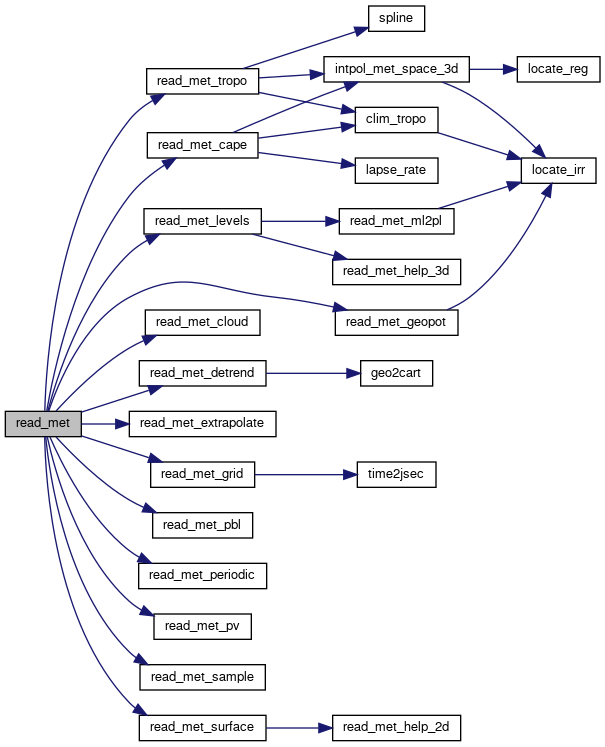 spline
intpol_met_space_3d
locate_reg
read_met_tropo
clim_tropo
read_met_cape
lapse_rate
locate_irr
read_met_levels
read_met_ml2pl
read_met_help_3d
read_met_cloud
read_met_geopot
read_met_detrend
geo2cart
read_met
read_met_extrapolate
read_met_grid
time2jsec
read_met_pbl
read_met_periodic
read_met_pv
read_met_sample
read_met_surface
read_met_help_2d